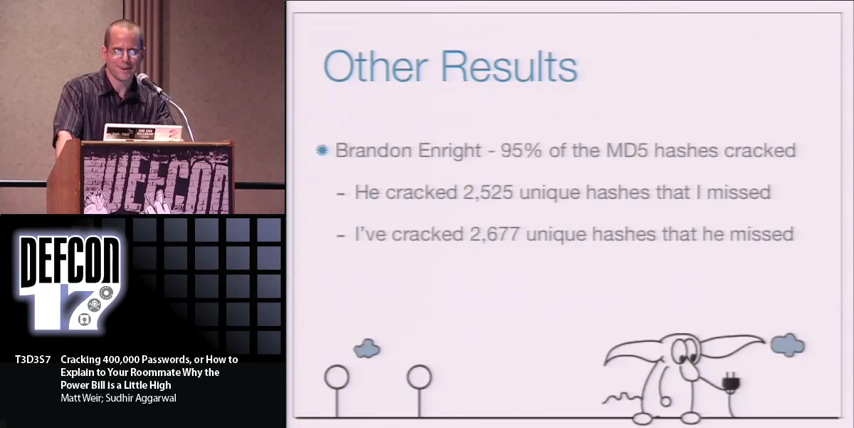 Other Results
Brandon Enright - 95% of the MD5 hashes cracked
- He cracked 2,525 unique hashes that I missed
- I've cracked 2,677 unique hashes that he missed
DEFCON
DEFCON
17
T3D3S7 Cracking 400,000 Passwords, or How to
Explain to Your Roommate Why the
Power Bill is a Little High
Matt Weir; Sudhir Aggarwal